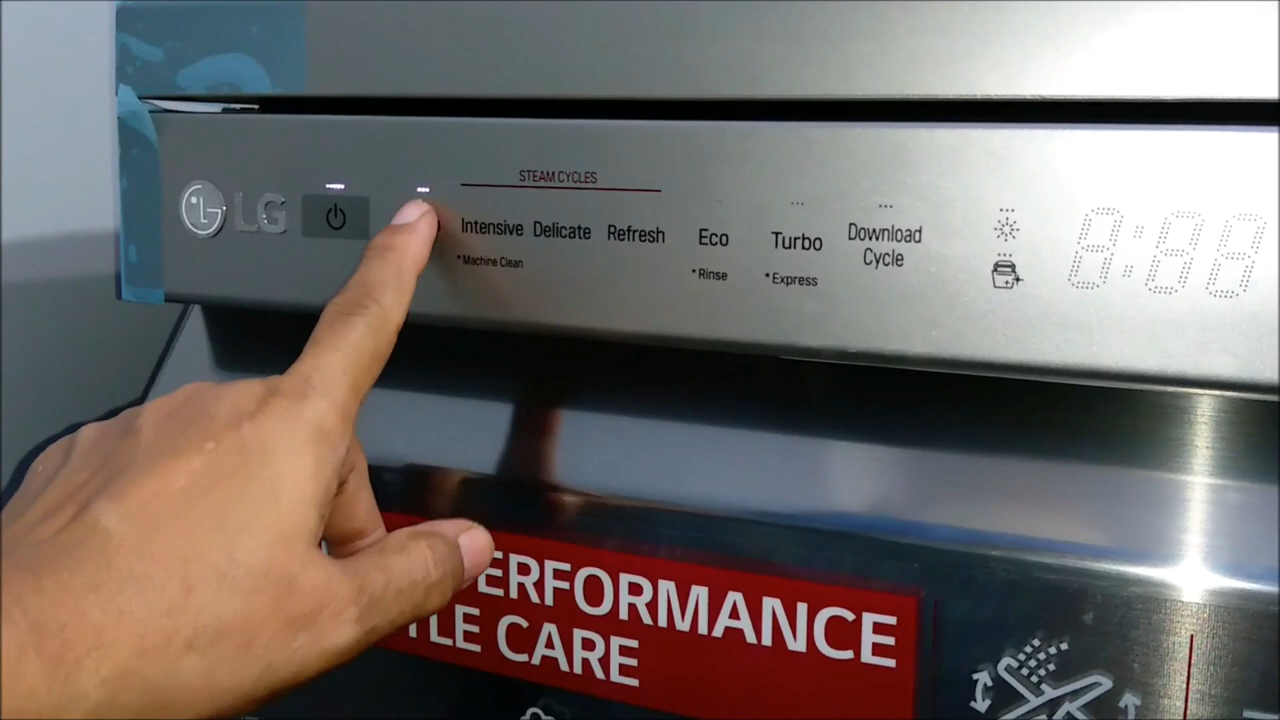 LG
STEAM CYCLES
Intensive Delicate Refresh Eco Turbo Download Cycle
* Machine Clean * Rinse * Express
8:88
ERFORMANCE
TLE CARE